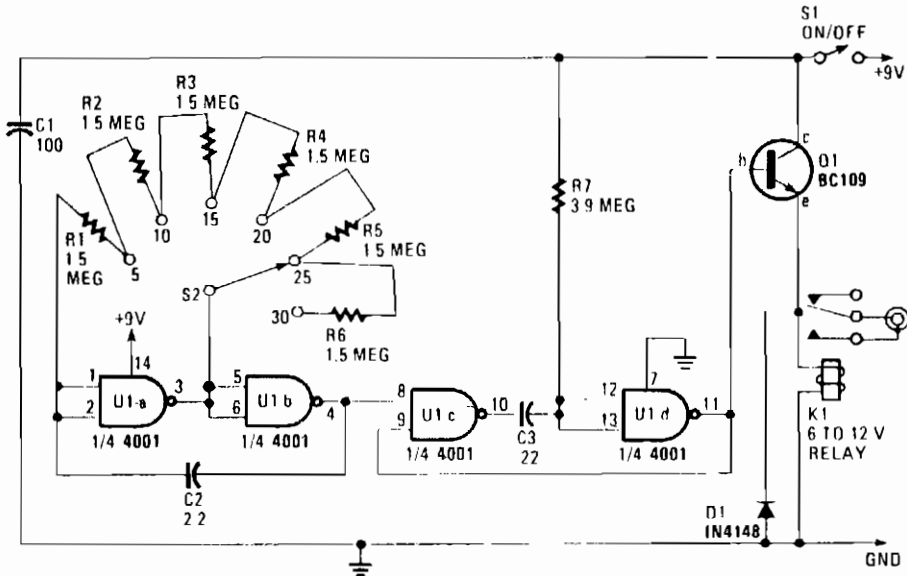 S1
ON/OFF
+9V
R3
1.5 MEG
R2
1 5 MEG
R4
1.5 MEG
C1
100
c
b
Q1
BC109
e
R7
3 9 MEG
R1
1 5
MEG
5
10
15
20
25
30
R5
1 5 MEG
S2
R6
1.5 MEG
+9V
14
1
2
3
U1-a
1/4 4001
5
6
4
U1 b
1/4 4001
8
9
10
U1 c
1/4 4001
C3
22
12
13
7
11
U1 d
1/4 4001
C2
2 2
K1
6 TO 12 V
RELAY
D1
IN4148
GND